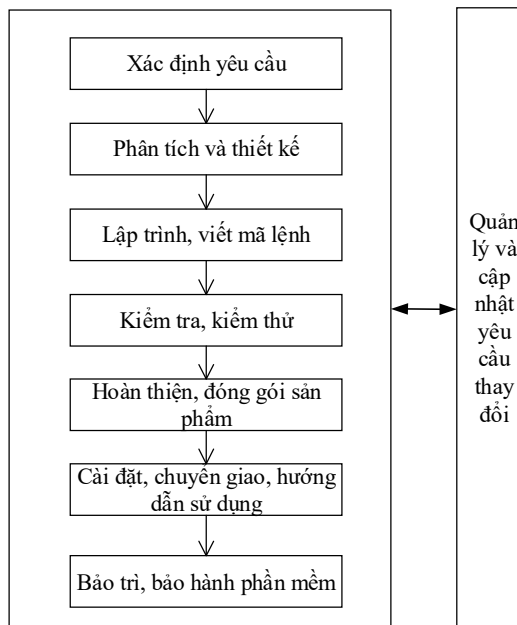 Xác định yêu cầu
Phân tích và thiết kế
Lập trình, viết mã lệnh
Kiểm tra, kiểm thử
Hoàn thiện, đóng gói sản
phẩm
Cài đặt, chuyển giao, hướng
dẫn sử dụng
Bảo trì, bảo hành phần mềm
Quản
lý và
cập
nhật
yêu
cầu
thay
đổi